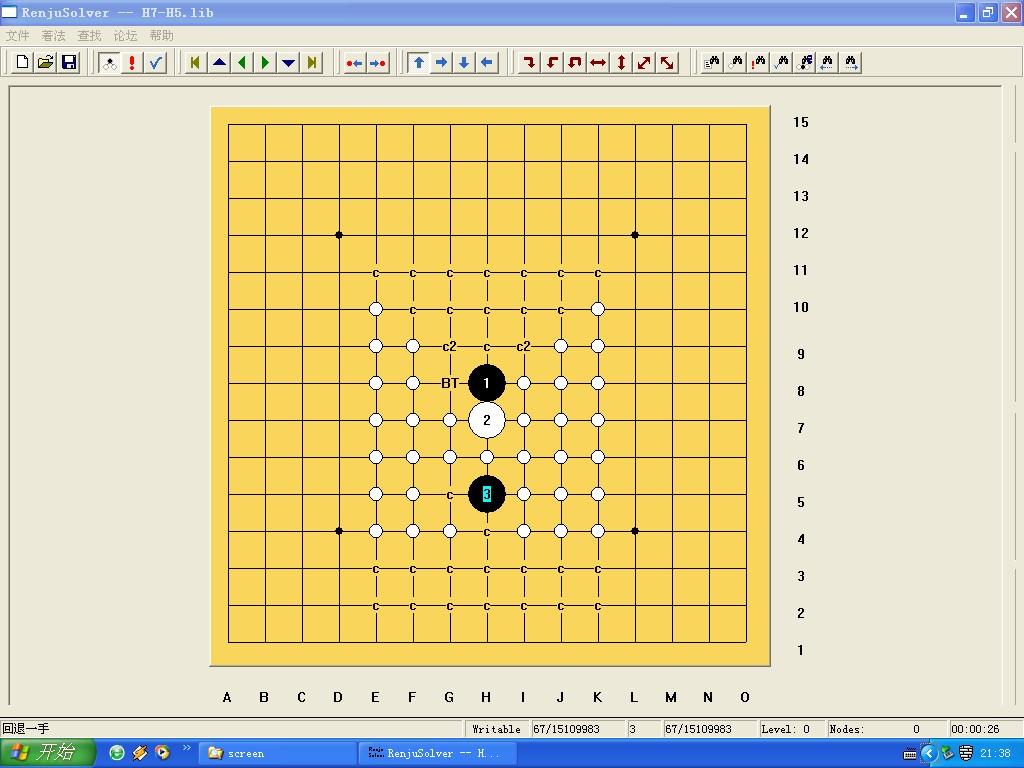 RenjuSolver -- H7-H5.lib
文件 著法 查找 论坛 帮助
15
14
13
12
c c c c c c c 11
c c c c c 10
c2 c c2 9
BT 1 8
2 7
6
c 3 5
c 4
c c c c c c c 3
c c c c c c c 2
1
A B C D E F G H I J K L M N O
回退一手 Writable 67/15109983 3 67/15109983 Level: 0 Nodes: 0 00:00:26
开始 screen RenjuSolver -- H... 21:38